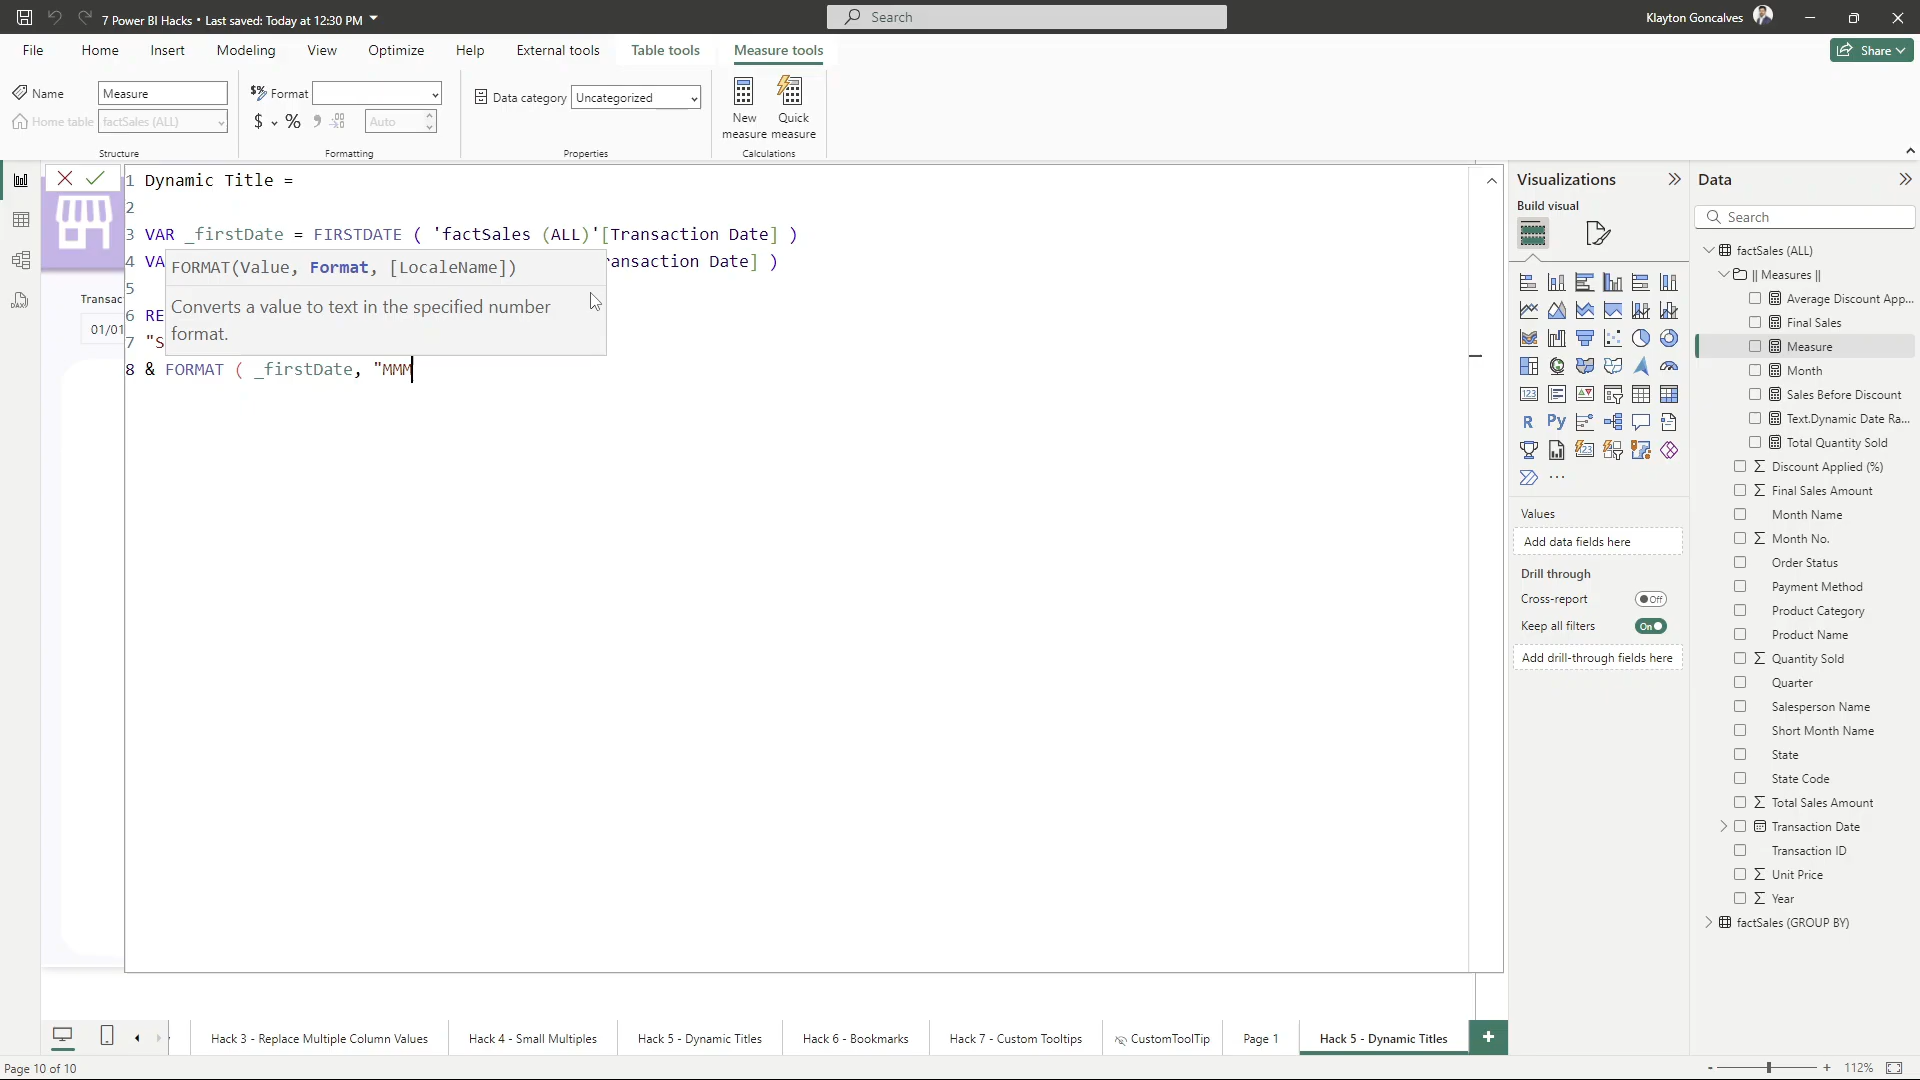 7 Power BI Hacks • Last saved: Today at 12:30 PM
Search
Klayton Goncalves
File Home Insert Modeling View Optimize Help External tools Table tools Measure tools
Share
Name Measure
Home table factSales (ALL)
Structure
$% Format
$ % 9 Auto
Formatting
Data category Uncategorized
Properties
New measure
Quick measure
Calculations
1 Dynamic Title =
2
3 VAR _firstDate = FIRSTDATE ( 'factSales (ALL)'[Transaction Date] )
4 VA ransaction Date] )
FORMAT(Value, Format, [LocaleName])
5
Converts a value to text in the specified number
format.
6 RE
7 "S
8 & FORMAT ( _firstDate, "MMM
Transac
01/01
Visualizations
Build visual
Values
Add data fields here
Drill through
Cross-report Off
Keep all filters On
Add drill-through fields here
Data
Search
factSales (ALL)
|| Measures ||
Average Discount App...
Final Sales
Measure
Month
Sales Before Discount
Text.Dynamic Date Ra...
Total Quantity Sold
Discount Applied (%)
Final Sales Amount
Month Name
Month No.
Order Status
Payment Method
Product Category
Product Name
Quantity Sold
Quarter
Salesperson Name
Short Month Name
State
State Code
Total Sales Amount
Transaction Date
Transaction ID
Unit Price
Year
factSales (GROUP BY)
Hack 3 - Replace Multiple Column Values Hack 4 - Small Multiples Hack 5 - Dynamic Titles Hack 6 - Bookmarks Hack 7 - Custom Tooltips CustomToolTip Page 1 Hack 5 - Dynamic Titles +
Page 10 of 10
- + 112%